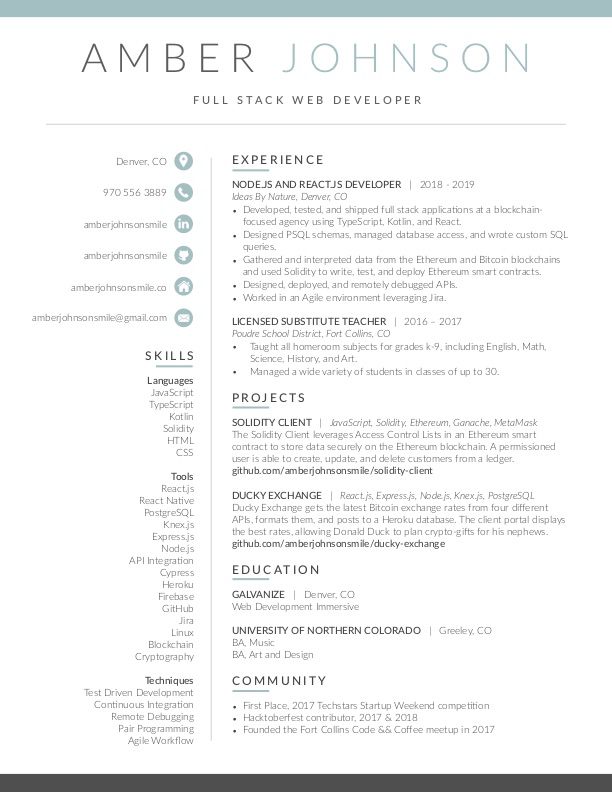 AMBER JOHNSON
FULL STACK WEB DEVELOPER
Denver, CO
970 556 3889
amberjohnsonsmile
amberjohnsonsmile
amberjohnsonsmile.co
amberjohnsonsmile@gmail.com
SKILLS
Languages
JavaScript
TypeScript
Kotlin
Solidity
HTML
CSS
Tools
React.js
React Native
PostgreSQL
Knex.js
Express.js
Node.js
API Integration
Cypress
Heroku
Firebase
GitHub
Jira
Linux
Blockchain
Cryptography
Techniques
Test Driven Development
Continuous Integration
Remote Debugging
Pair Programming
Agile Workflow
EXPERIENCE
NODE.JS AND REACT.JS DEVELOPER | 2018 - 2019
Ideas By Nature, Denver, CO
• Developed, tested, and shipped full stack applications at a blockchain-
focused agency using TypeScript, Kotlin, and React.
• Designed PSQL schemas, managed database access, and wrote custom SQL
queries.
• Gathered and interpreted data from the Ethereum and Bitcoin blockchains
and used Solidity to write, test, and deploy Ethereum smart contracts.
• Designed, deployed, and remotely debugged APIs.
• Worked in an Agile environment leveraging Jira.
LICENSED SUBSTITUTE TEACHER | 2016 – 2017
Poudre School District, Fort Collins, CO
• Taught all homeroom subjects for grades k-9, including English, Math,
Science, History, and Art.
• Managed a wide variety of students in classes of up to 30.
PROJECTS
SOLIDITY CLIENT | JavaScript, Solidity, Ethereum, Ganache, MetaMask
The Solidity Client leverages Access Control Lists in an Ethereum smart
contract to store data securely on the Ethereum blockchain. A permissioned
user is able to create, update, and delete customers from a ledger.
github.com/amberjohnsonsmile/solidity-client
DUCKY EXCHANGE | React.js, Express.js, Node.js, Knex.js, PostgreSQL
Ducky Exchange gets the latest Bitcoin exchange rates from four different
APIs, formats them, and posts to a Heroku database. The client portal displays
the best rates, allowing Donald Duck to plan crypto-gifts for his nephews.
github.com/amberjohnsonsmile/ducky-exchange
EDUCATION
GALVANIZE | Denver, CO
Web Development Immersive
UNIVERSITY OF NORTHERN COLORADO | Greeley, CO
BA, Music
BA, Art and Design
COMMUNITY
• First Place, 2017 Techstars Startup Weekend competition
• Hacktoberfest contributor, 2017 & 2018
• Founded the Fort Collins Code && Coffee meetup in 2017